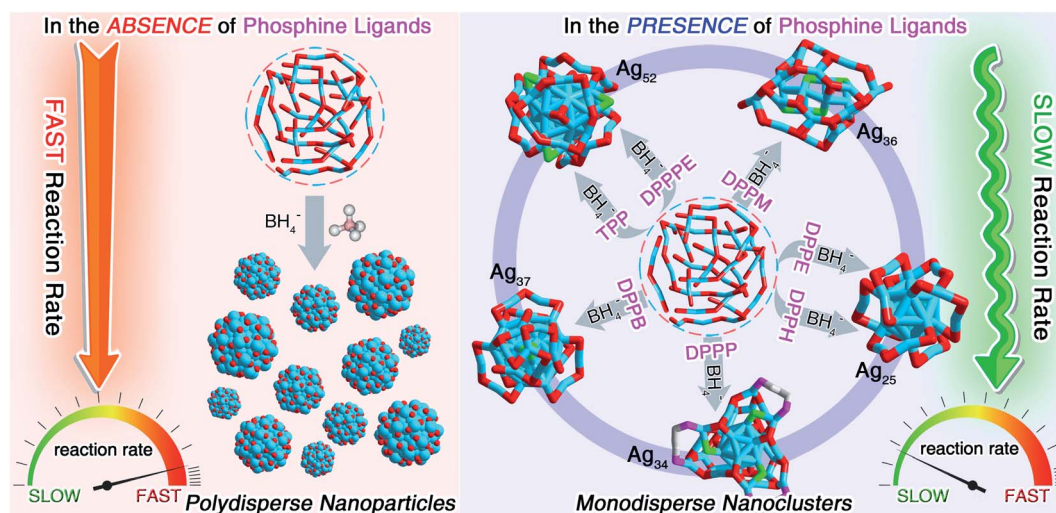 In the ABSENCE of Phosphine Ligands
FAST Reaction Rate
BH4-
reaction rate
SLOW
FAST
Polydisperse Nanoparticles
In the PRESENCE of Phosphine Ligands
Ag52
Ag36
BH4-
DPPPE
BH4-
DPPM
BH4-
TPP
DPPE
BH4-
Ag37
BH4-
DPPB
DPPH
BH4-
Ag25
DPPP
BH4-
Ag34
SLOW Reaction Rate
reaction rate
SLOW
FAST
Monodisperse Nanoclusters